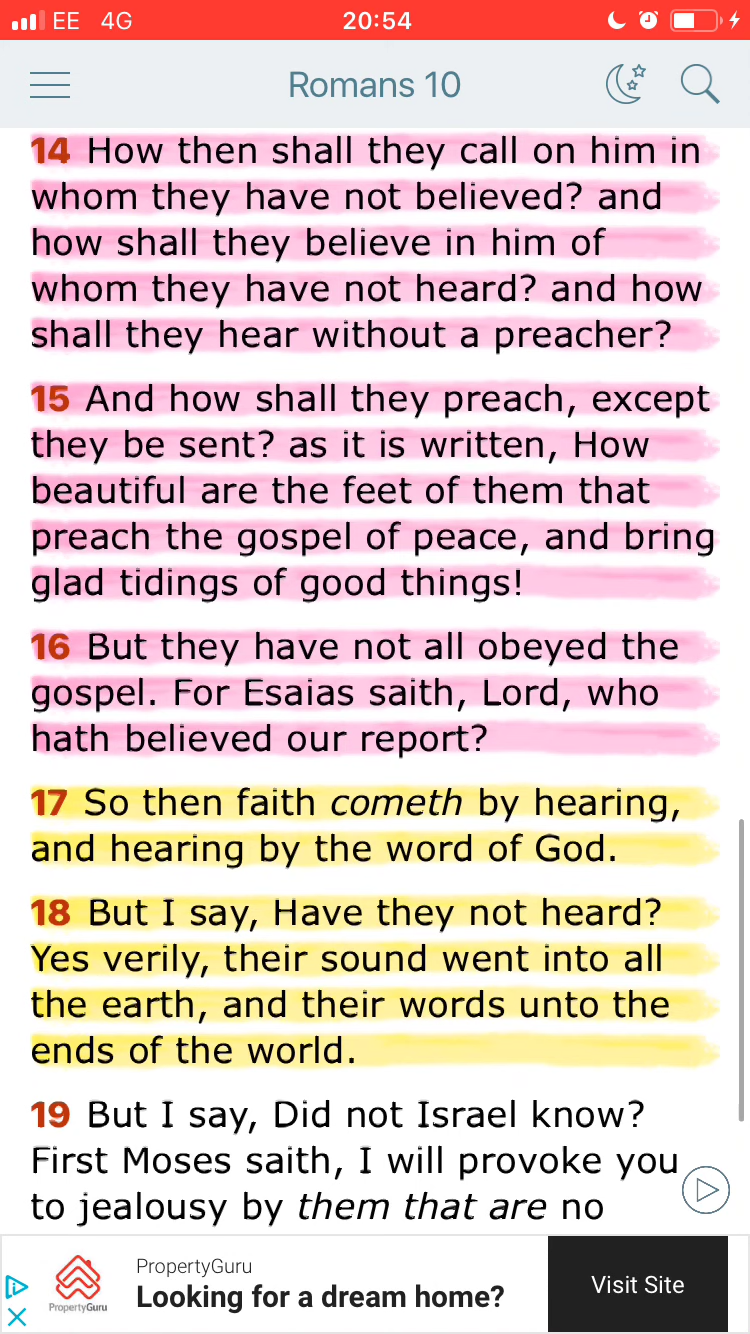 EE 4G 20:54
Romans 10
14 How then shall they call on him in
whom they have not believed? and
how shall they believe in him of
whom they have not heard? and how
shall they hear without a preacher?
15 And how shall they preach, except
they be sent? as it is written, How
beautiful are the feet of them that
preach the gospel of peace, and bring
glad tidings of good things!
16 But they have not all obeyed the
gospel. For Esaias saith, Lord, who
hath believed our report?
17 So then faith cometh by hearing,
and hearing by the word of God.
18 But I say, Have they not heard?
Yes verily, their sound went into all
the earth, and their words unto the
ends of the world.
19 But I say, Did not Israel know?
First Moses saith, I will provoke you
to jealousy by them that are no
PropertyGuru
Looking for a dream home?
PropertyGuru
Visit Site